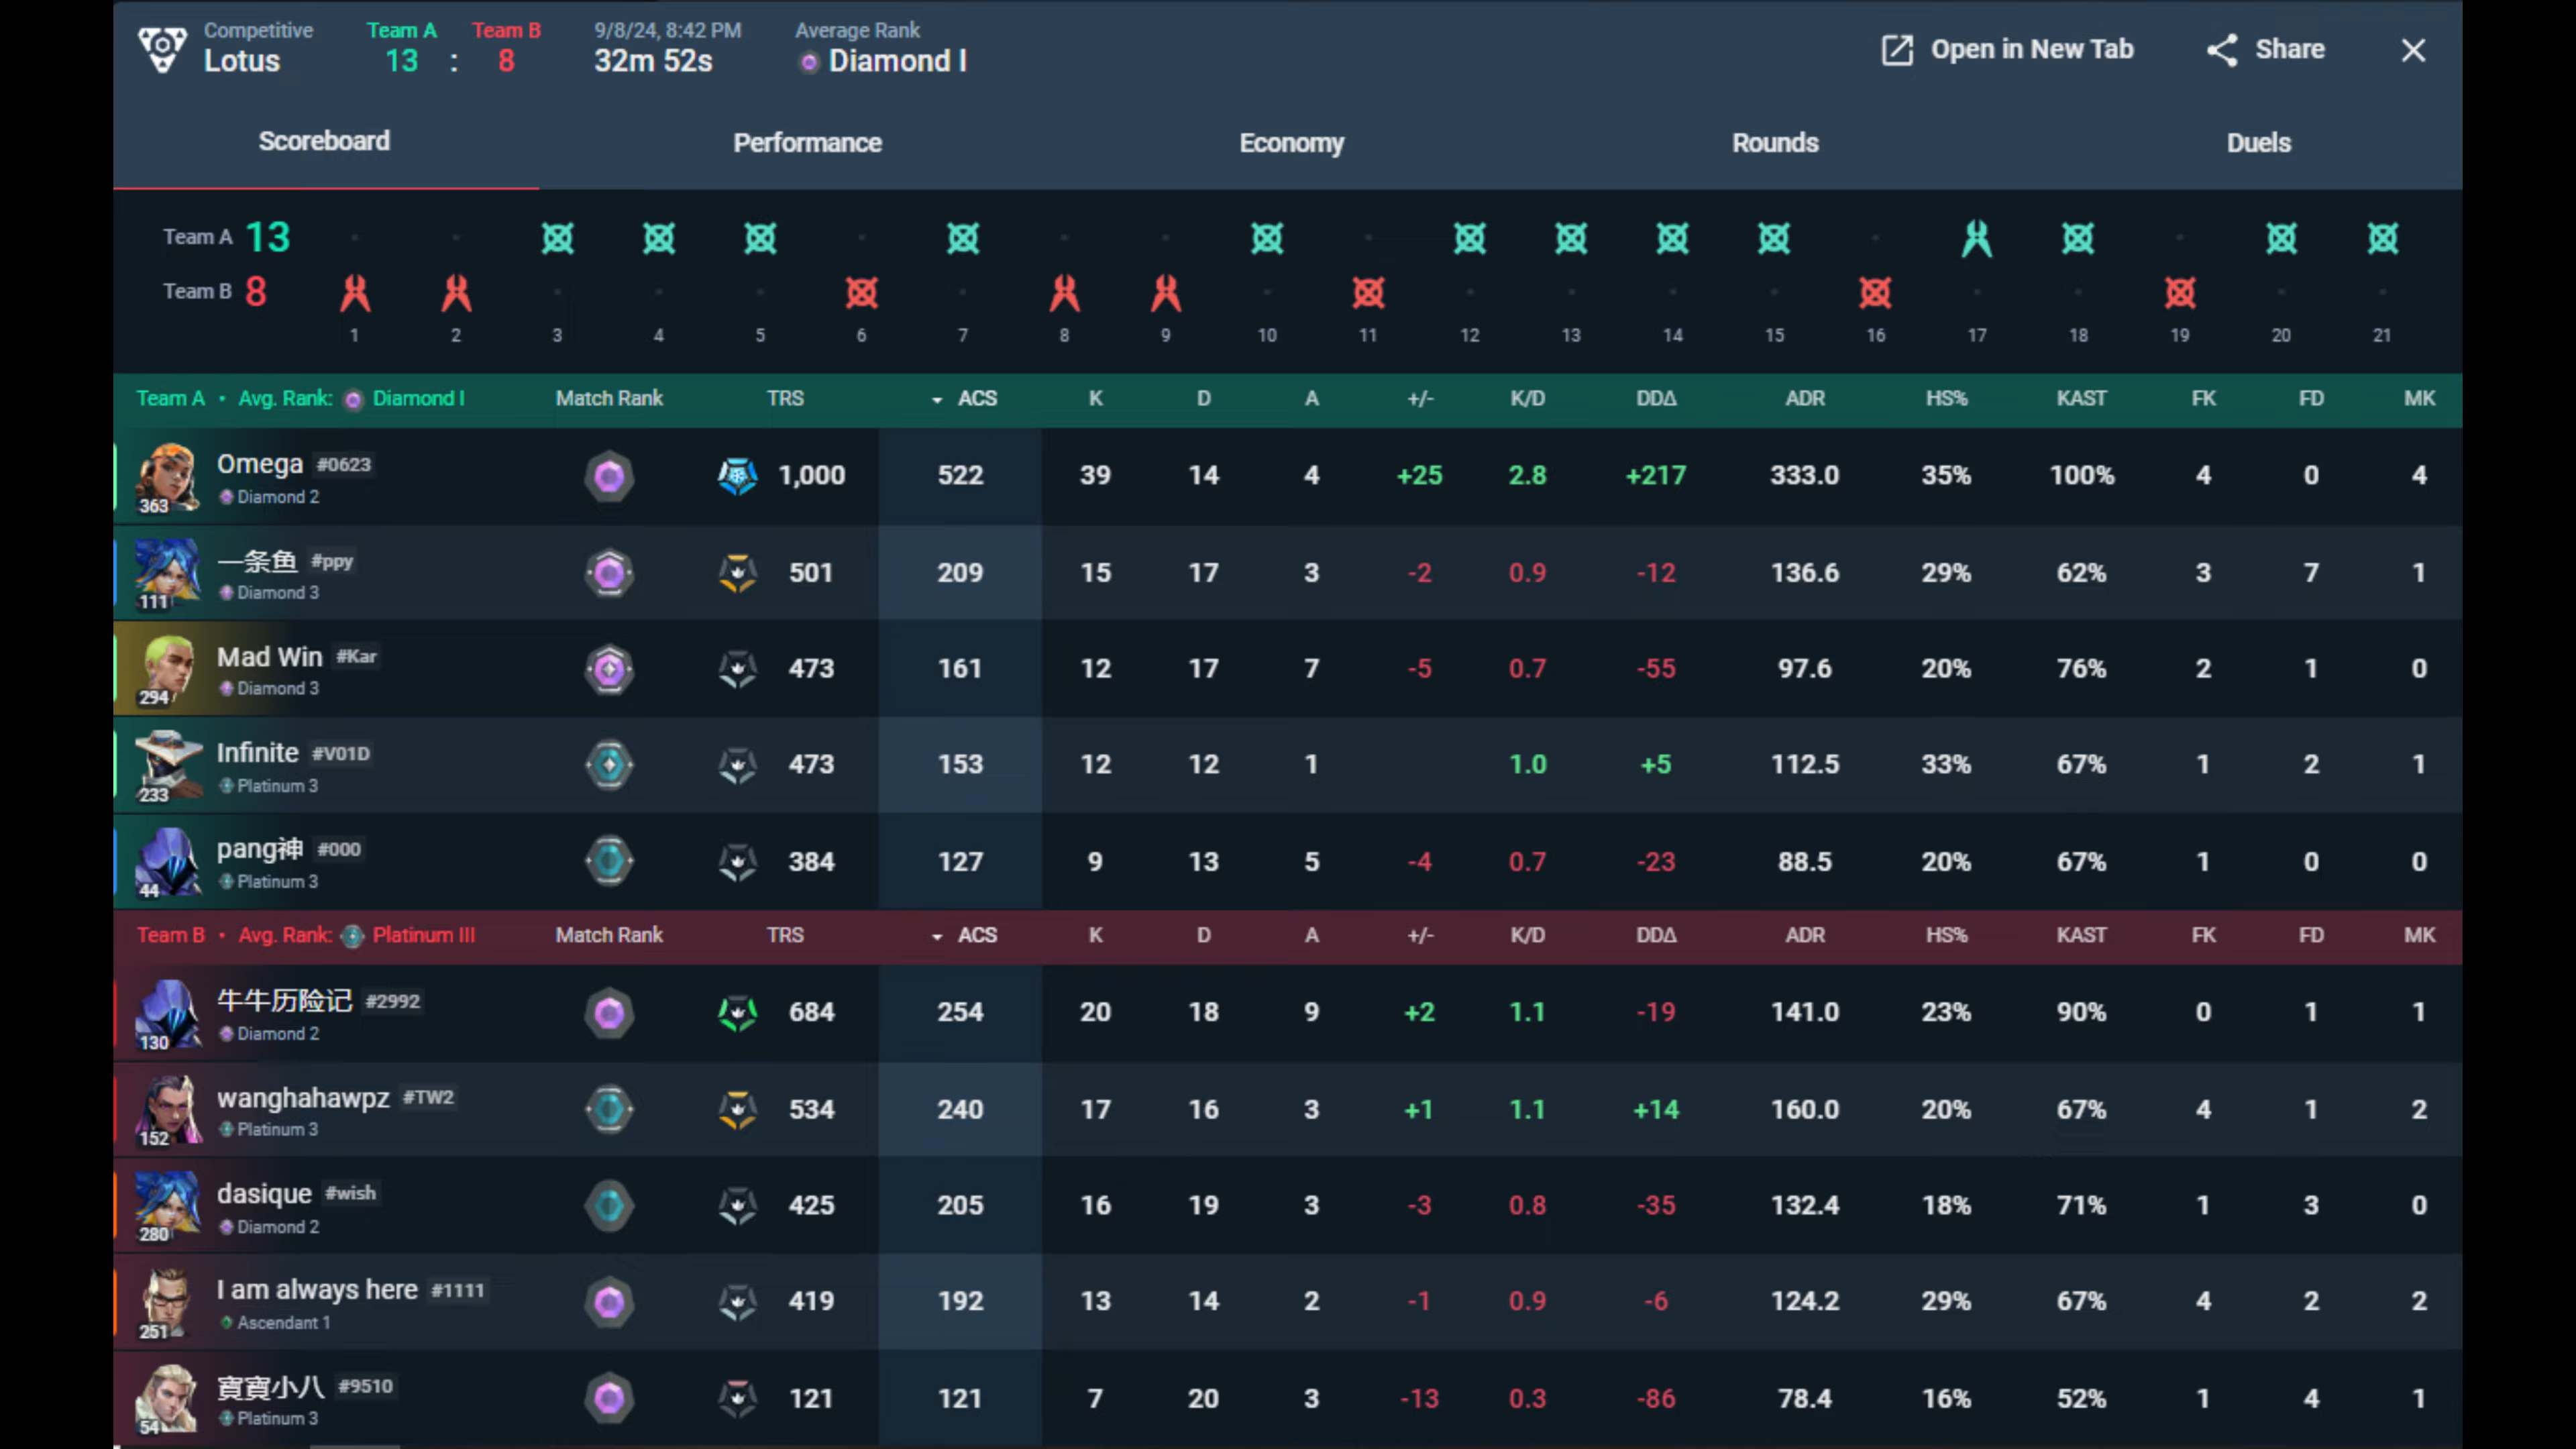 Competitive Team A Team B 9/8/24, 8:42 PM Average Rank
Lotus 13 : 8 32m 52s Diamond I Open in New Tab Share
Scoreboard Performance Economy Rounds Duels
Team A 13
Team B 8
1 2 3 4 5 6 7 8 9 10 11 12 13 14 15 16 17 18 19 20 21
Team A • Avg. Rank: Diamond I Match Rank TRS ACS K D A +/- K/D DDΔ ADR HS% KAST FK FD MK
Omega #0623
363 Diamond 2 1,000 522 39 14 4 +25 2.8 +217 333.0 35% 100% 4 0 4
一条鱼 #ppy
111 Diamond 3 501 209 15 17 3 -2 0.9 -12 136.6 29% 62% 3 7 1
Mad Win #Kar
294 Diamond 3 473 161 12 17 7 -5 0.7 -55 97.6 20% 76% 2 1 0
Infinite #V01D
233 Platinum 3 473 153 12 12 1 1.0 +5 112.5 33% 67% 1 2 1
pang神 #000
44 Platinum 3 384 127 9 13 5 -4 0.7 -23 88.5 20% 67% 1 0 0
Team B • Avg. Rank: Platinum III Match Rank TRS ACS K D A +/- K/D DDΔ ADR HS% KAST FK FD MK
牛牛历险记 #2992
130 Diamond 2 684 254 20 18 9 +2 1.1 -19 141.0 23% 90% 0 1 1
wanghahawpz #TW2
152 Platinum 3 534 240 17 16 3 +1 1.1 +14 160.0 20% 67% 4 1 2
dasique #wish
280 Diamond 2 425 205 16 19 3 -3 0.8 -35 132.4 18% 71% 1 3 0
I am always here #1111
251 Ascendant 1 419 192 13 14 2 -1 0.9 -6 124.2 29% 67% 4 2 2
寶寶小八 #9510
54 Platinum 3 121 121 7 20 3 -13 0.3 -86 78.4 16% 52% 1 4 1